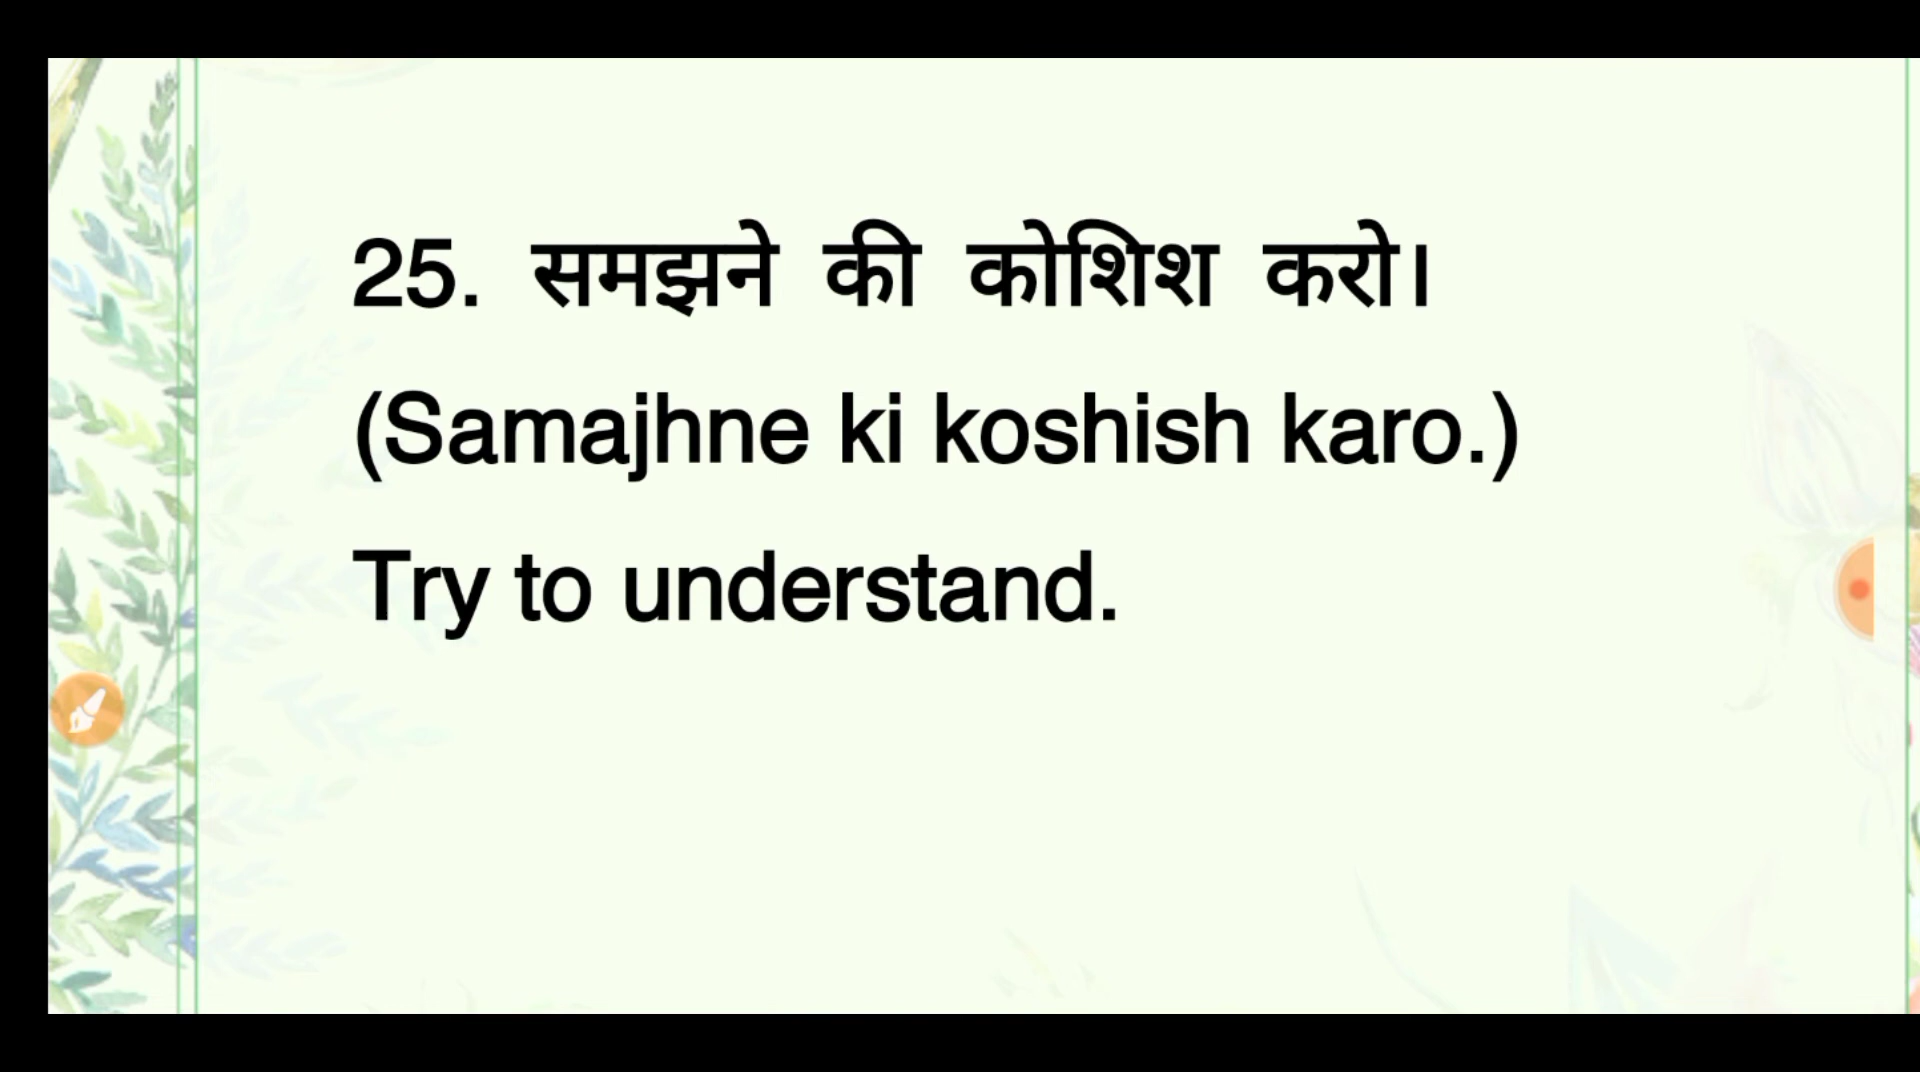 25. समझने की कोशिश करो।
(Samajhne ki koshish karo.)
Try to understand.